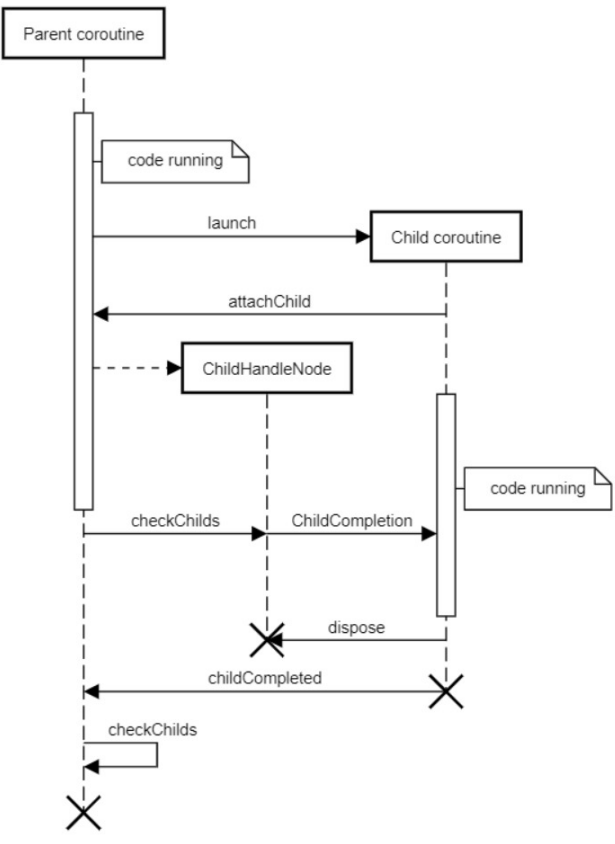 Parent coroutine
code running
launch
Child coroutine
attachChild
ChildHandleNode
code running
checkChilds
ChildCompletion
dispose
childCompleted
checkChilds